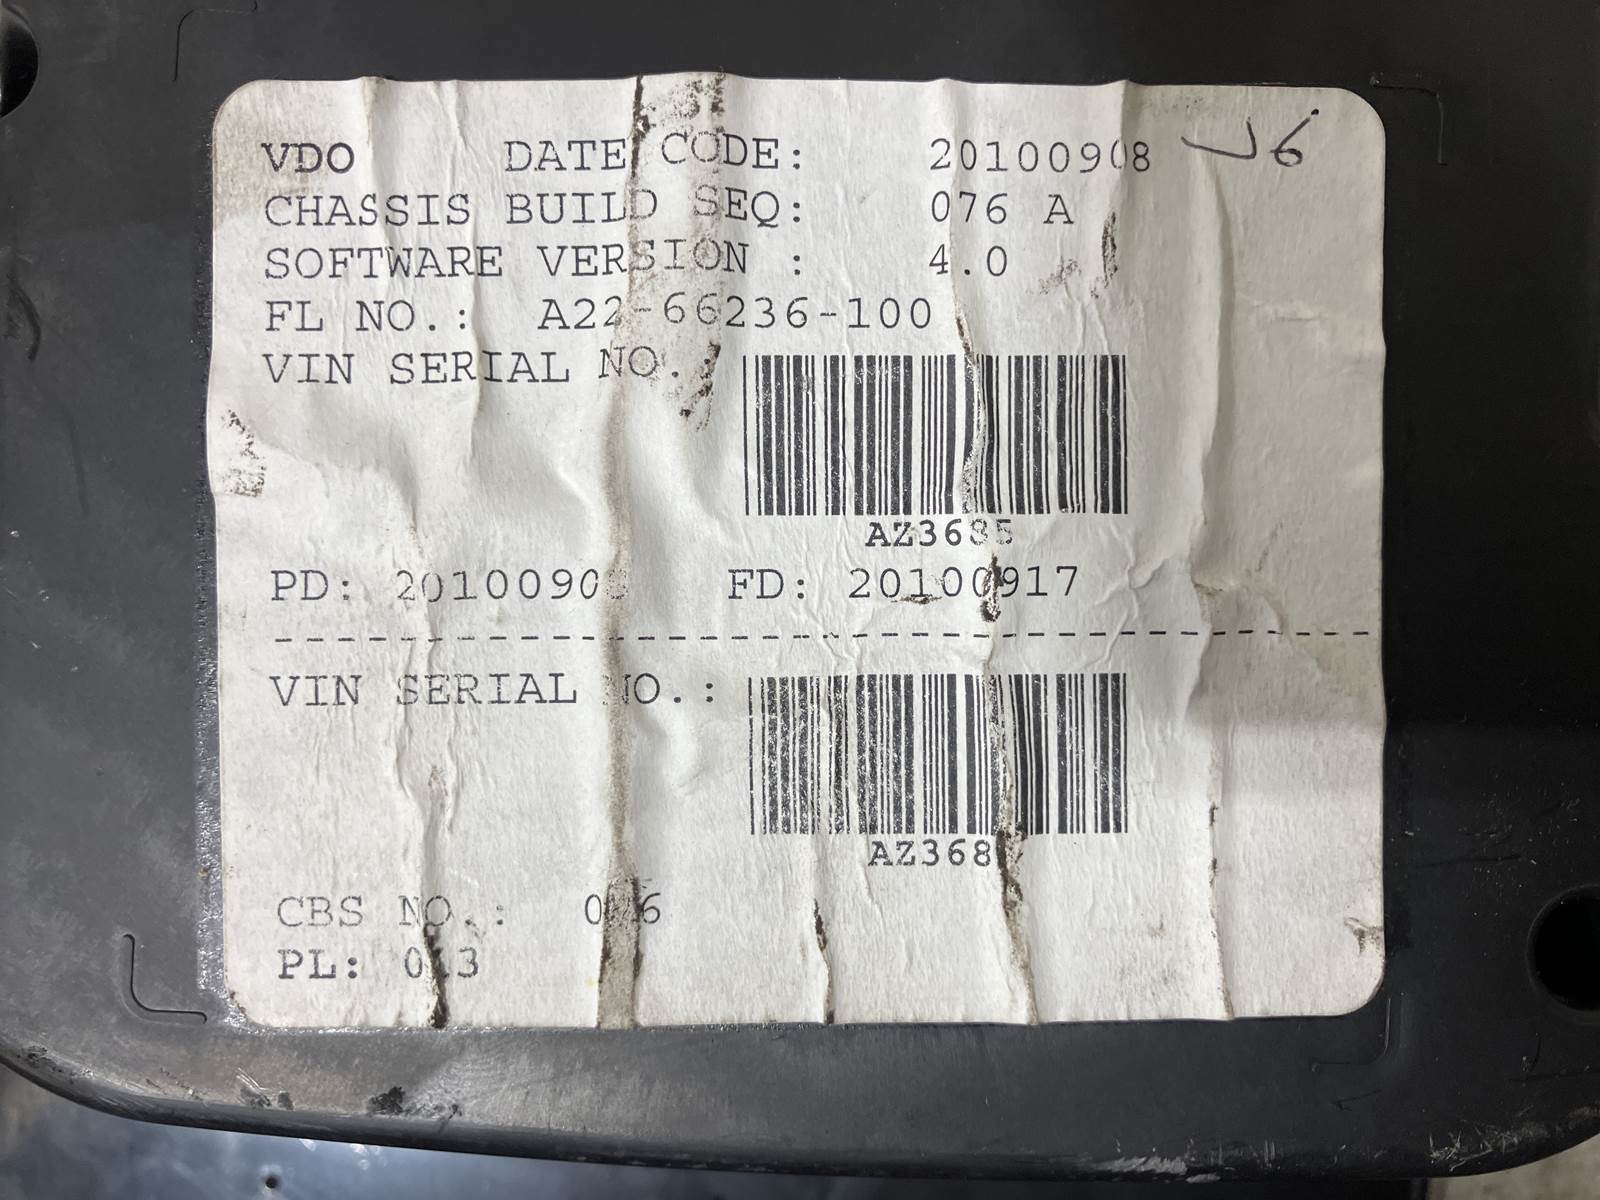 VDO DATE CODE: 20100908 J6
CHASSIS BUILD SEQ: 076 A
SOFTWARE VERSION : 4.0
FL NO.: A22-66236-100
VIN SERIAL NO.:
AZ3685
PD: FD: 20100917
VIN SERIAL NO.:
CBS NO.:
PL: 013